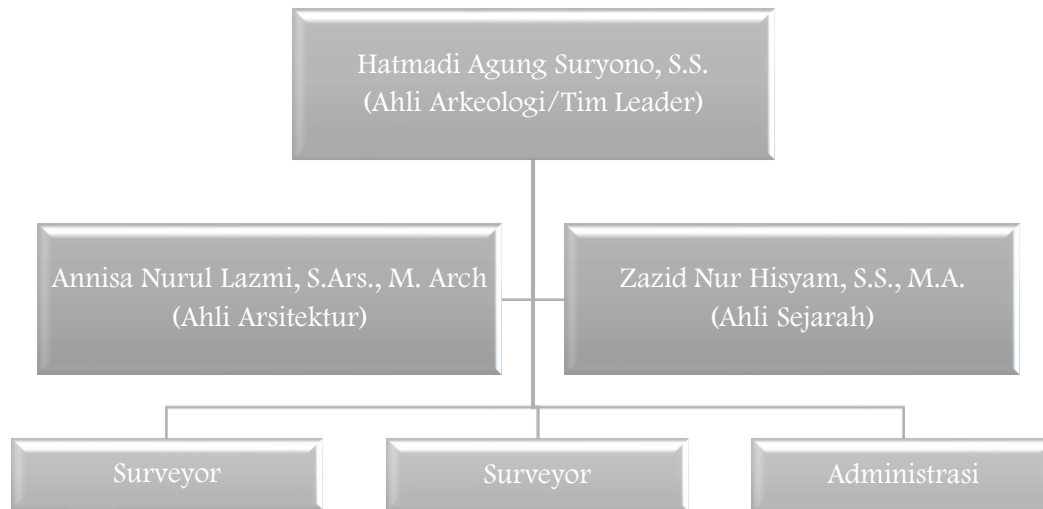 Hatmadi Agung Suryono, S.S.
(Ahli Arkeologi/Tim Leader)
Annisa Nurul Lazmi, S.Ars., M. Arch
(Ahli Arsitektur)
Zazid Nur Hisyam, S.S., M.A.
(Ahli Sejarah)
Surveyor
Surveyor
Administrasi